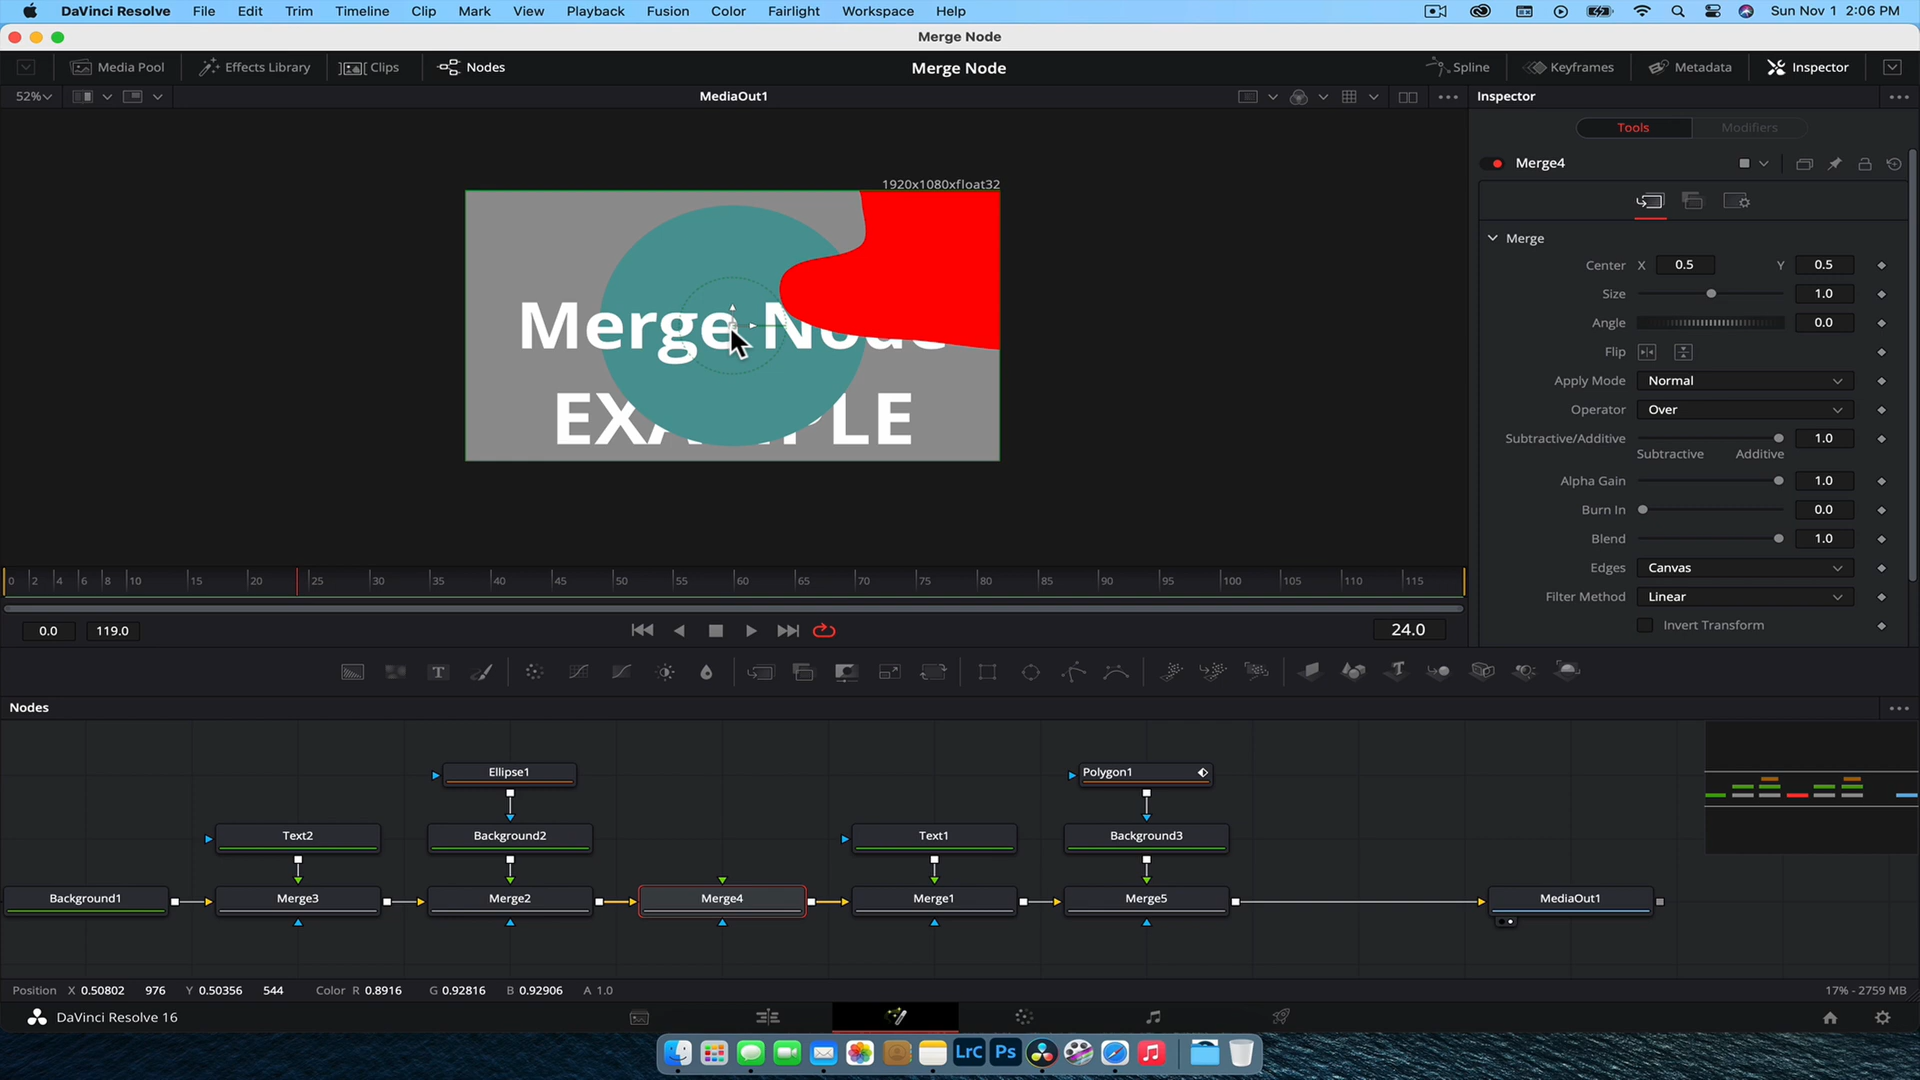 DaVinci Resolve File Edit Trim Timeline Clip Mark View Playback Fusion Color Fairlight Workspace Help Sun Nov 1 2:06 PM
Merge Node
Media Pool Effects Library Clips Nodes Merge Node Spline Keyframes Metadata Inspector
52% MediaOut1 Inspector
Tools Modifiers
Merge4
1920x1080xfloat32
Merge Node
EXAMPLE
Merge
Center X 0.5 Y 0.5
Size 1.0
Angle 0.0
Flip
Apply Mode Normal
Operator Over
Subtractive/Additive 1.0
Subtractive Additive
Alpha Gain 1.0
Burn In 0.0
Blend 1.0
Edges Canvas
Filter Method Linear
Invert Transform
0 2 4 6 8 10 15 20 25 30 35 40 45 50 55 60 65 70 75 80 85 90 95 100 105 110 115
0.0 119.0 24.0
Nodes
Ellipse1 Polygon1
Text2 Background2 Text1 Background3
Background1 Merge3 Merge2 Merge4 Merge1 Merge5 MediaOut1
Position X 0.50802 976 Y 0.50356 544 Color R 0.8916 G 0.92816 B 0.92906 A 1.0 17% - 2759 MB
DaVinci Resolve 16
LrC Ps